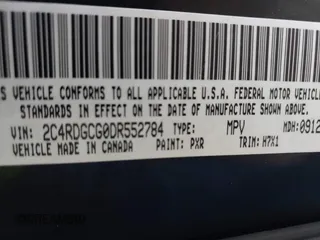 S VEHICLE CONFORMS TO ALL APPLICABLE U.S.A. FEDERAL MOTOR VEHICLE
STANDARDS IN EFFECT ON THE DATE OF MANUFACTURE SHOWN ABOVE.
VIN: 2C4RDGCG0DR552784 TYPE: MPV MDH: 0912
VEHICLE MADE IN CANADA PAINT: PXR TRIM: H7X1